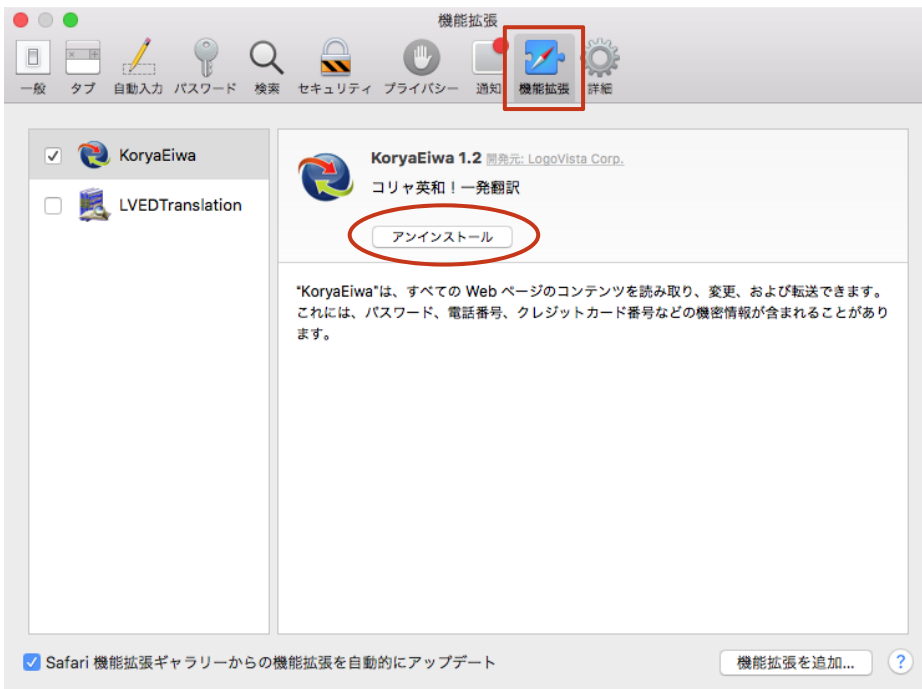 機能拡張
一般 タブ 自動入力 パスワード 検索 セキュリティ プライバシー 通知 機能拡張 詳細
KoryaEiwa
LVEDTranslation
KoryaEiwa 1.2 開発元: LogoVista Corp.
コリャ英和！一発翻訳
アンインストール
“KoryaEiwa”は、すべての Web ページのコンテンツを読み取り、変更、および転送できます。
これには、パスワード、電話番号、クレジットカード番号などの機密情報が含まれることがあり
ます。
Safari 機能拡張ギャラリーからの機能拡張を自動的にアップデート
機能拡張を追加... ?